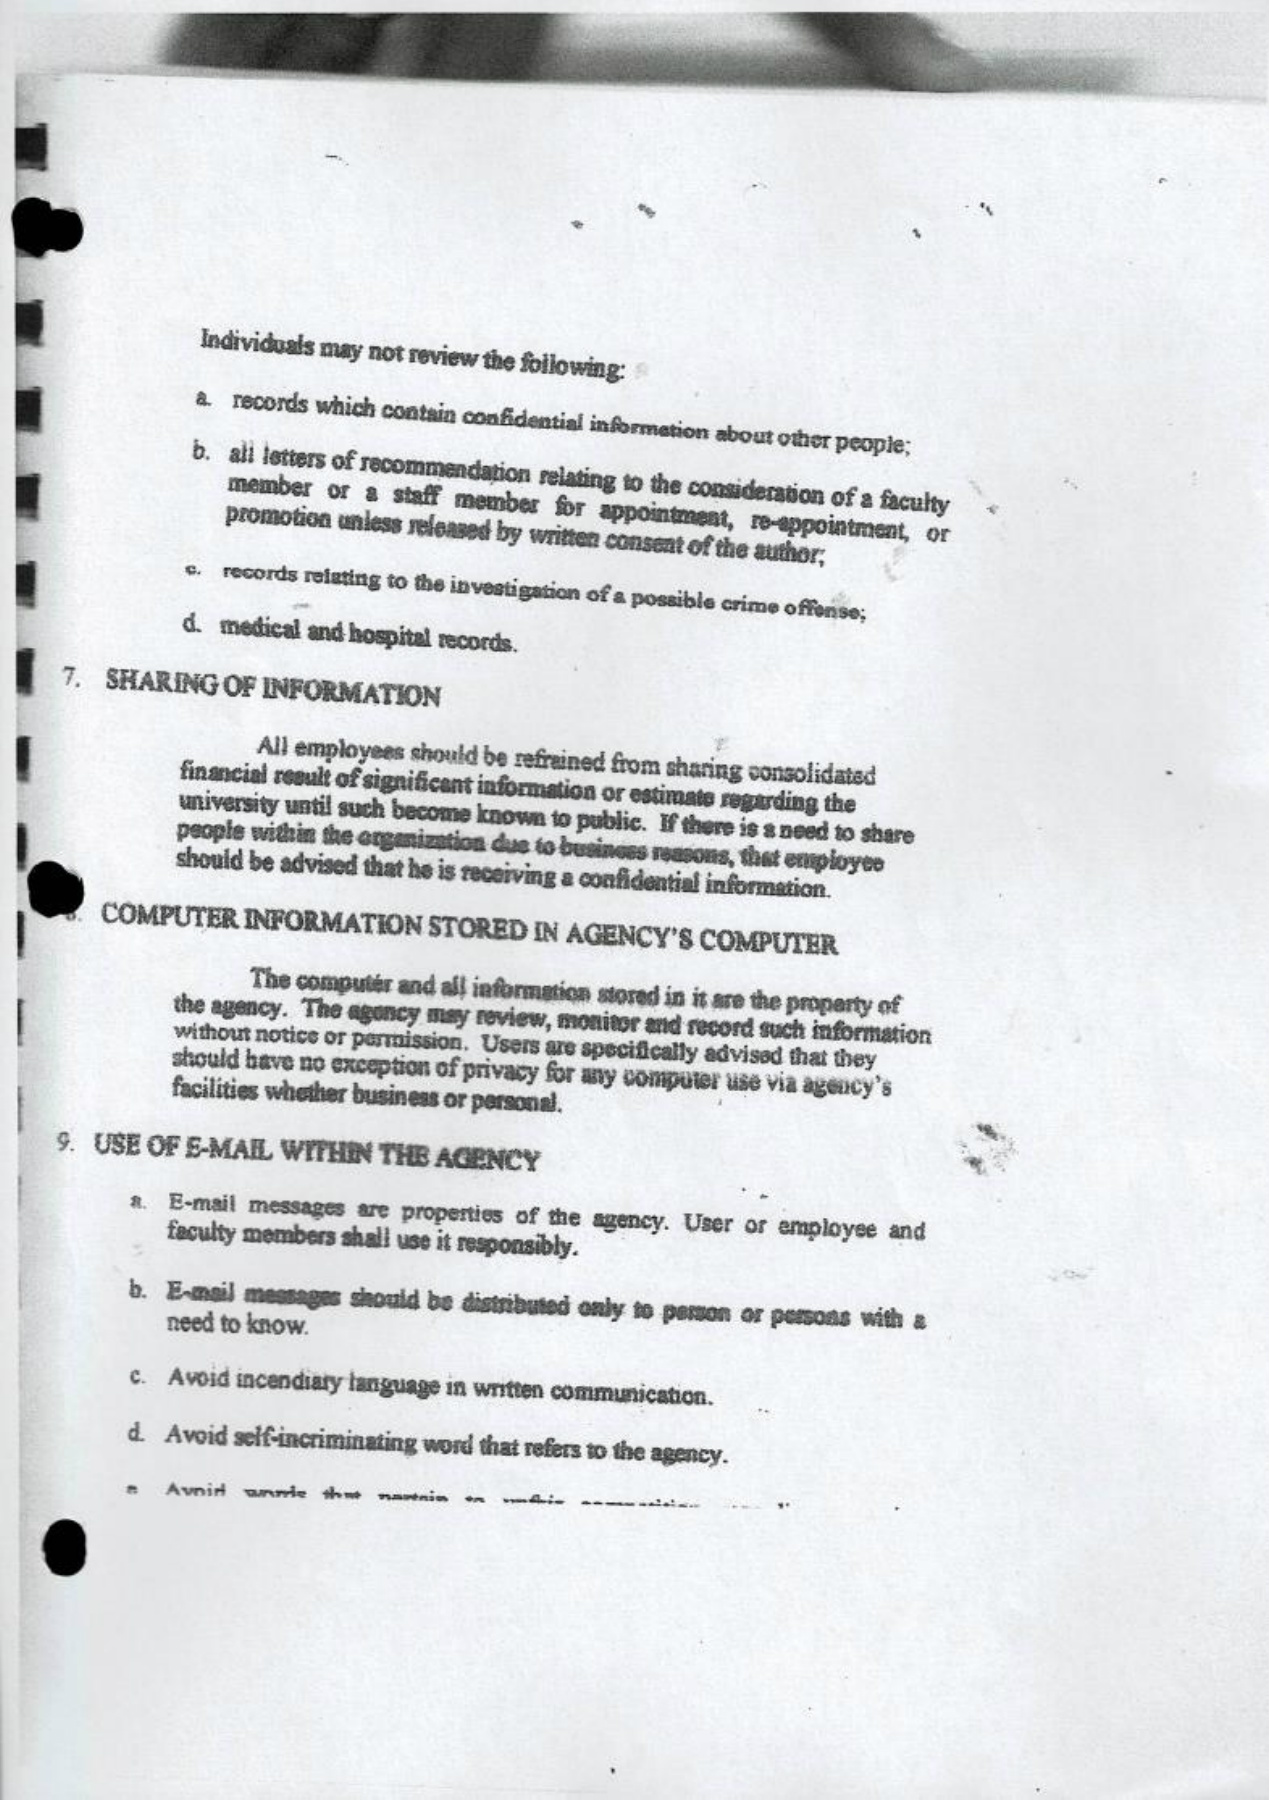 Individuals may not review the following:
a. records which contain confidential information about other people;
b. all letters of recommendation relating to the consideration of a faculty
member or a staff member for appointment, re-appointment, or
promotion unless released by written consent of the author;
c. records relating to the investigation of a possible crime offense;
d. medical and hospital records.
7. SHARING OF INFORMATION
All employees should be refrained from sharing consolidated
financial result of significant information or estimate regarding the
university until such become known to public. If there is a need to share
people within the organization due to business reasons, that employee
should be advised that he is receiving a confidential information.
8. COMPUTER INFORMATION STORED IN AGENCY'S COMPUTER
The computer and all information stored in it are the property of
the agency. The agency may review, monitor and record such information
without notice or permission. Users are specifically advised that they
should have no exception of privacy for any computer use via agency's
facilities whether business or personal.
9. USE OF E-MAIL WITHIN THE AGENCY
a. E-mail messages are properties of the agency. User or employee and
faculty members shall use it responsibly.
b. E-mail messages should be distributed only to person or persons with a
need to know.
c. Avoid incendiary language in written communication.
d. Avoid self-incriminating word that refers to the agency.
e Avoid words that pertain to unfair competition